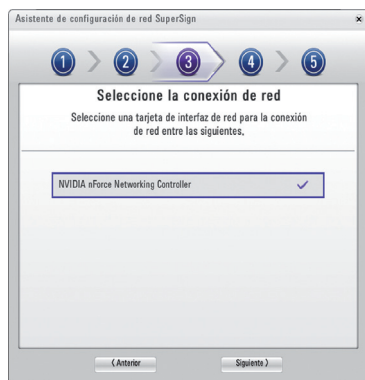 Asistente de configuración de red SuperSign
1 2 3 4 5
Seleccione la conexión de red
Seleccione una tarjeta de interfaz de red para la conexión
de red entre las siguientes.
NVIDIA nForce Networking Controller
< Anterior Siguiente >